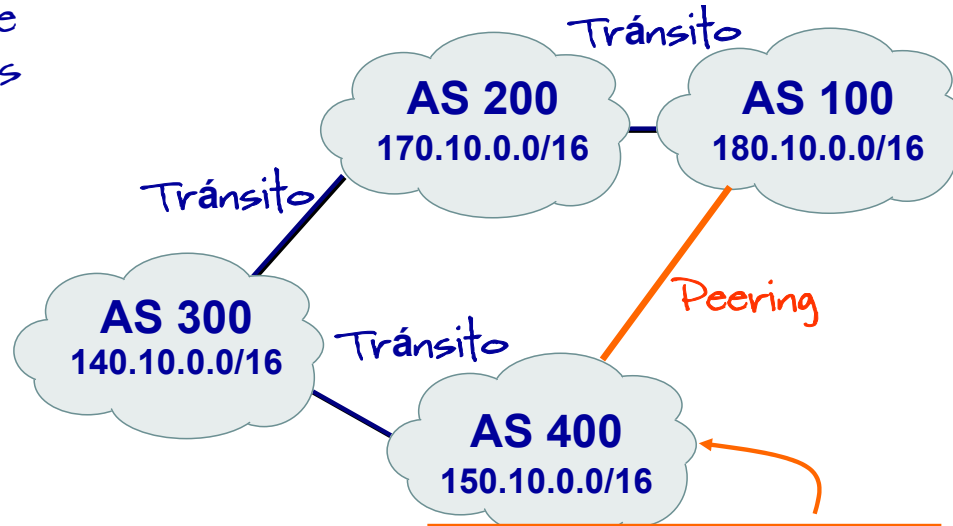 e
s
Tránsito
AS 200
170.10.0.0/16
AS 100
180.10.0.0/16
Tránsito
AS 300
140.10.0.0/16
Peering
Tránsito
AS 400
150.10.0.0/16